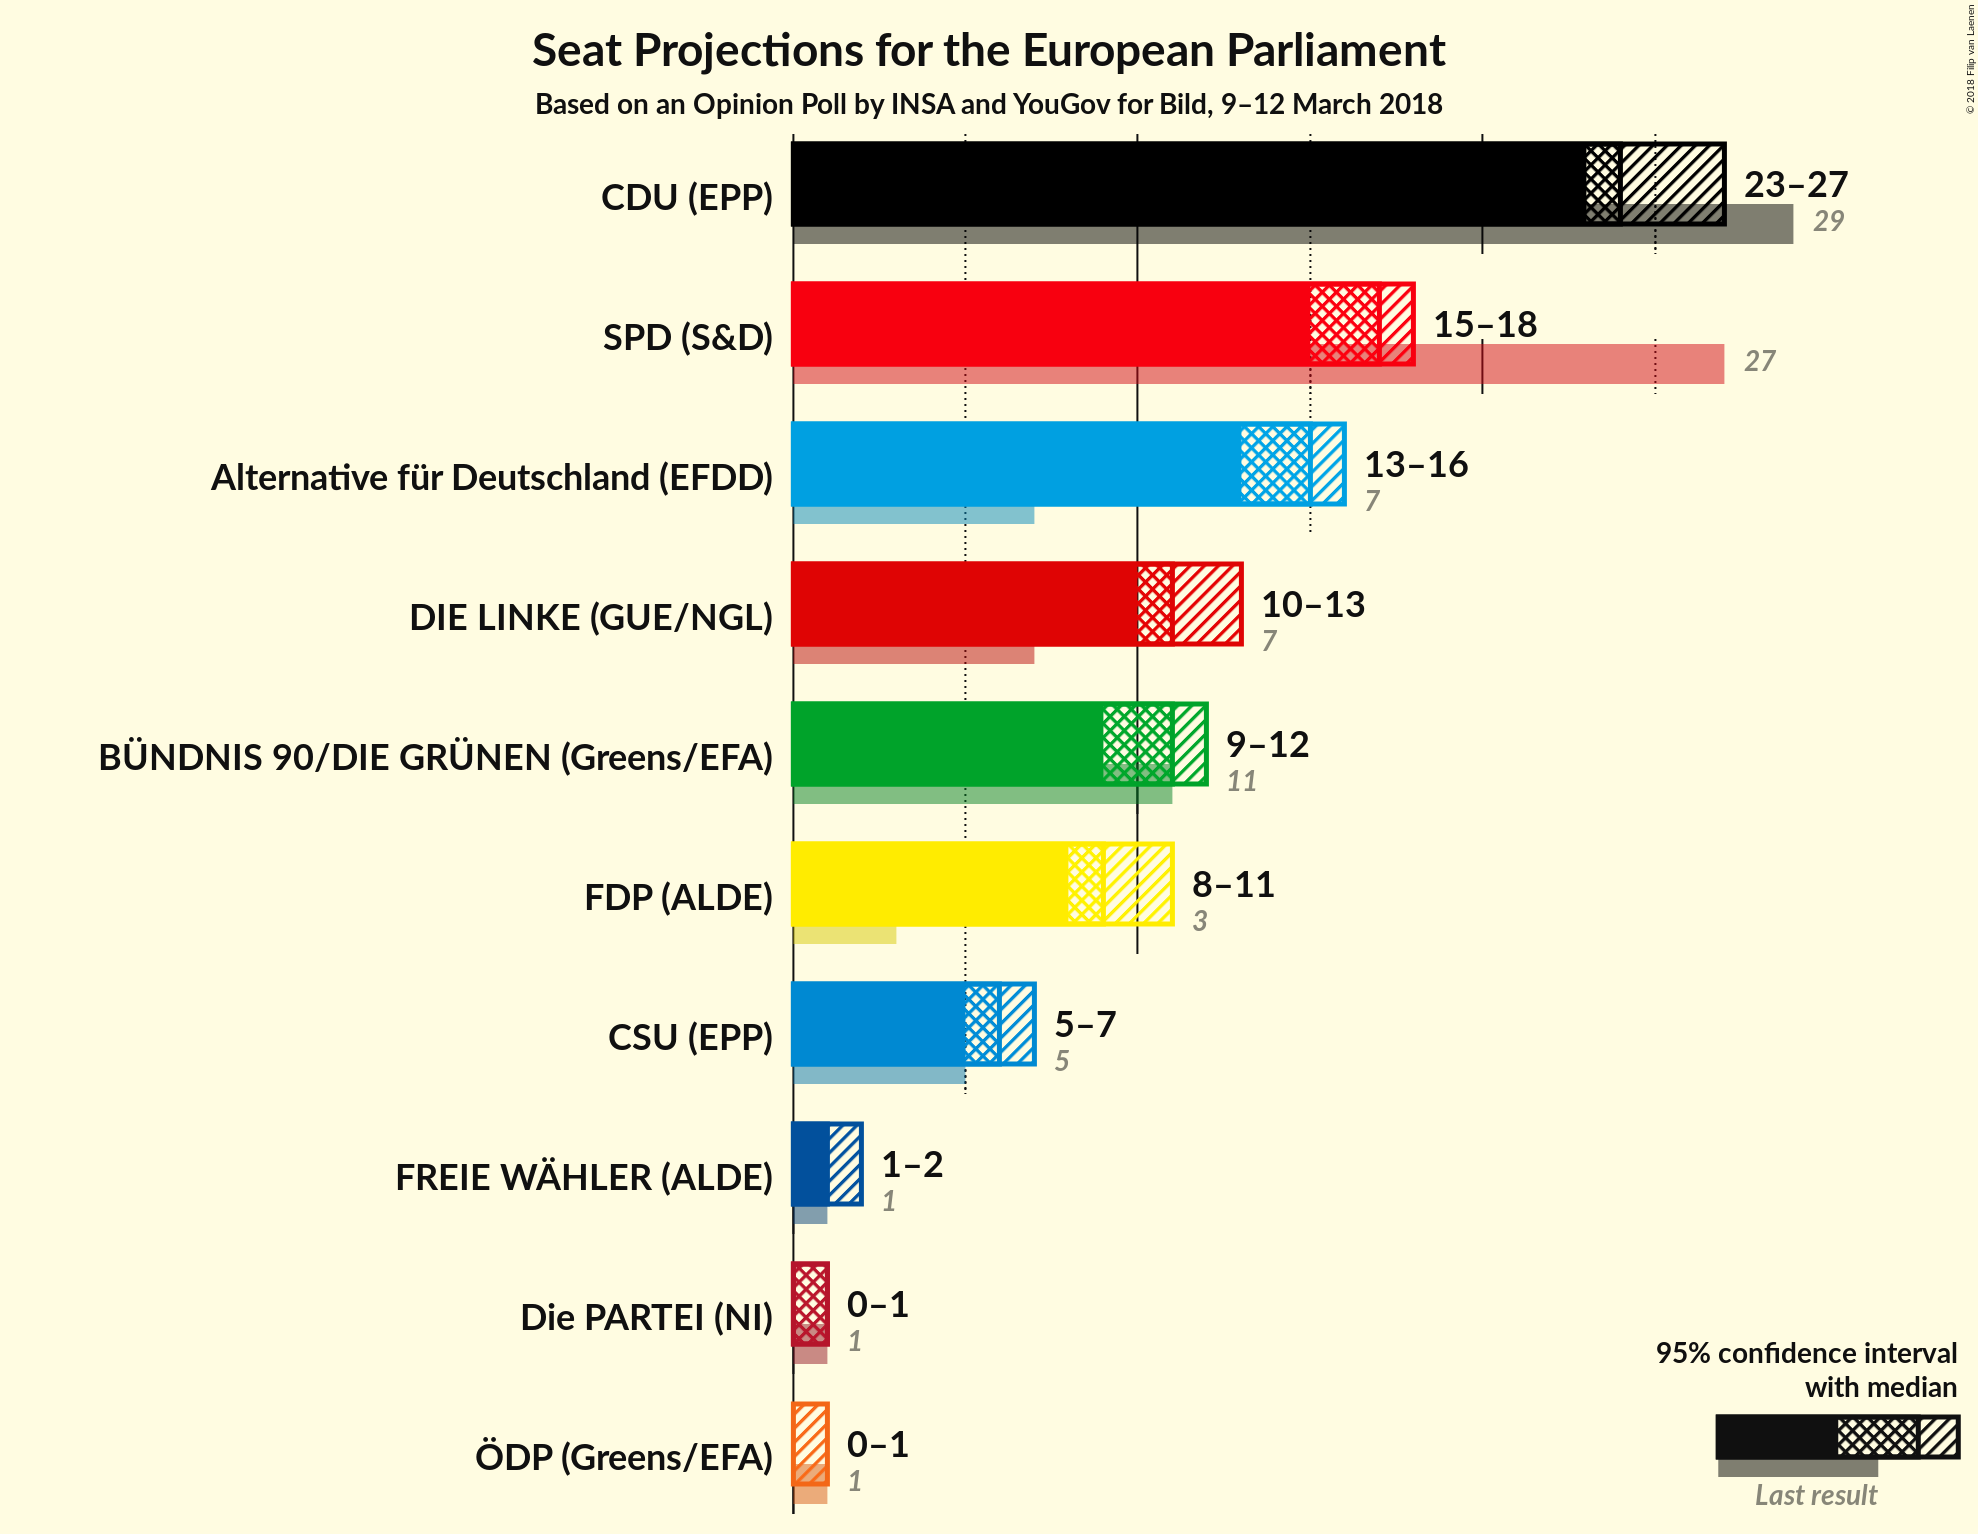 Seat Projections for the European Parliament
Based on an Opinion Poll by INSA and YouGov for Bild, 9–12 March 2018
© 2018 Filip van Laenen
CDU (EPP)
23–27
29
SPD (S&D)
15–18
27
Alternative für Deutschland (EFDD)
13–16
7
DIE LINKE (GUE/NGL)
10–13
7
BÜNDNIS 90/DIE GRÜNEN (Greens/EFA)
9–12
11
FDP (ALDE)
8–11
3
CSU (EPP)
5–7
5
FREIE WÄHLER (ALDE)
1–2
1
Die PARTEI (NI)
0–1
1
ÖDP (Greens/EFA)
0–1
1
95% confidence interval
with median
Last result